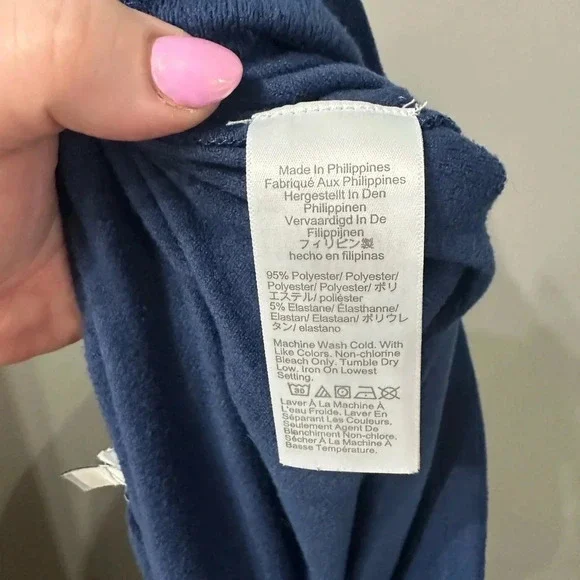 Made In Philippines
Fabriqué Aux Philippines
Hergestellt In Den
Philippinen
Vervaardigd In De
Filippijnen
フィリピン製
hecho en filipinas
95% Polyester/ Polyester/
Polyester/ Polyester/ ポリ
エステル/ poliéster
5% Elastane/ Élasthanne/
Elastan/ Elastaan/ ポリウレ
タン/ elastano
Machine Wash Cold. With
Like Colors. Non-chlorine
Bleach Only. Tumble Dry
Low. Iron On Lowest
Setting.
30
Laver À La Machine À
L'eau Froide. Laver En
Séparant Les Couleurs.
Seulement Agent De
Blanchiment Non-chlore.
Sécher À La Machine À
Basse Température.